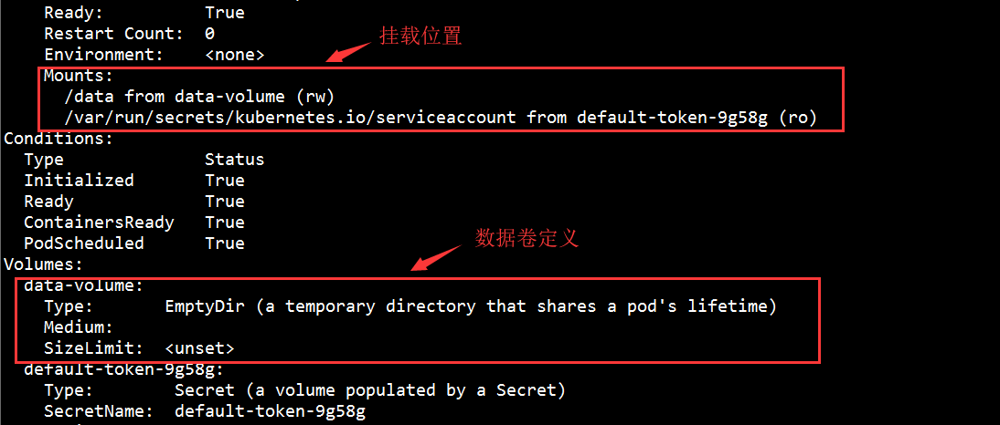 Ready: True
Restart Count: 0
挂载位置
Environment: <none>
Mounts:
/data from data-volume (rw)
/var/run/secrets/kubernetes.io/serviceaccount from default-token-9g58g (ro)
Conditions:
Type Status
Initialized True
Ready True
ContainersReady True
数据卷定义
PodScheduled True
Volumes:
data-volume:
Type: EmptyDir (a temporary directory that shares a pod's lifetime)
Medium:
SizeLimit: <unset>
default-token-9g58g:
Type: Secret (a volume populated by a Secret)
SecretName: default-token-9g58g